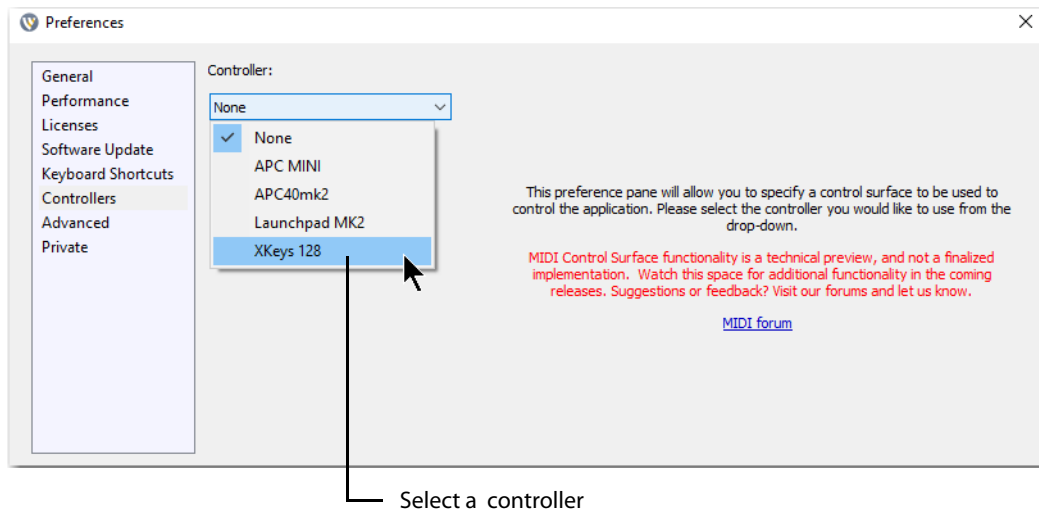 Preferences
General
Performance
Licenses
Software Update
Keyboard Shortcuts
Controllers
Advanced
Private
Controller:
None
None
APC MINI
APC40mk2
Launchpad MK2
XKeys 128
This preference pane will allow you to specify a control surface to be used to
control the application. Please select the controller you would like to use from the
drop-down.
MIDI Control Surface functionality is a technical preview, and not a finalized
implementation. Watch this space for additional functionality in the coming
releases. Suggestions or feedback? Visit our forums and let us know.
MIDI forum
Select a controller